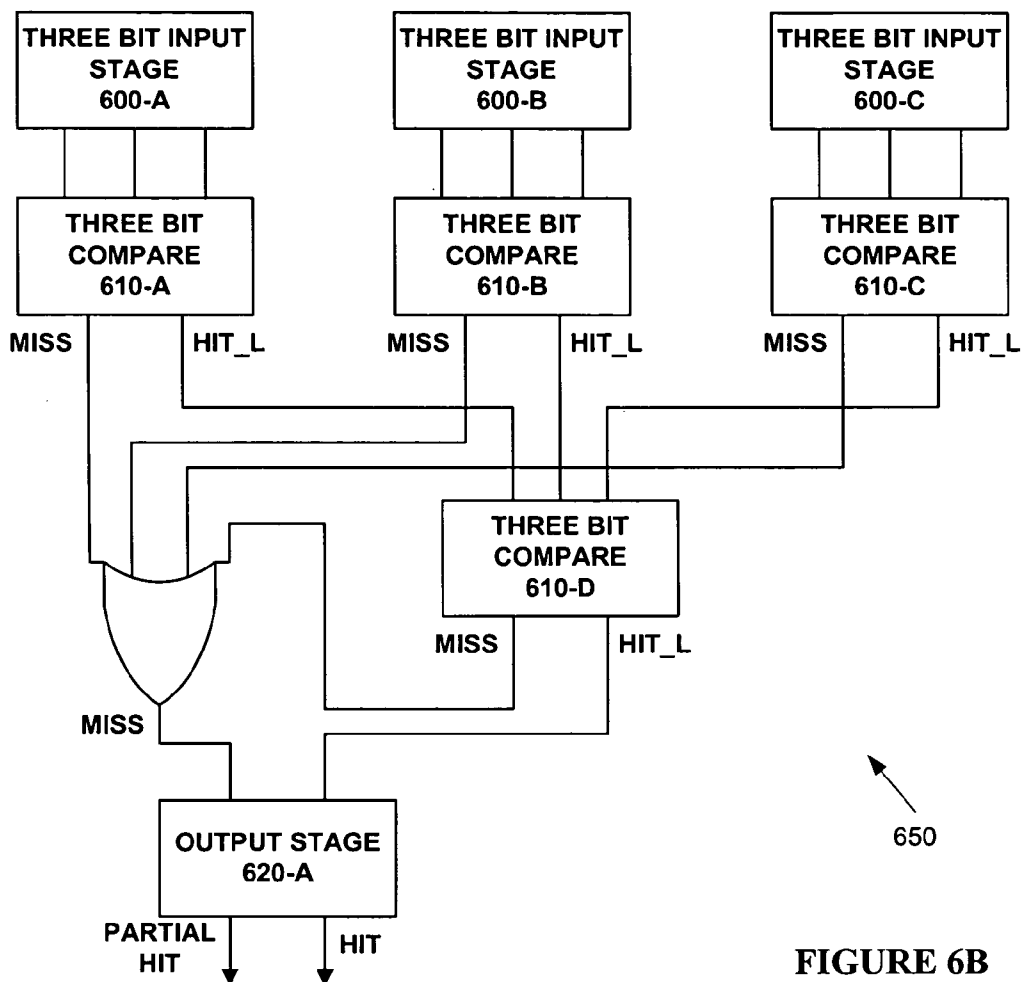 THREE BIT INPUT
STAGE
600-A
THREE BIT INPUT
STAGE
600-B
THREE BIT INPUT
STAGE
600-C
THREE BIT
COMPARE
610-A
THREE BIT
COMPARE
610-B
THREE BIT
COMPARE
610-C
MISS
HIT_L
MISS
HIT_L
MISS
HIT_L
THREE BIT
COMPARE
610-D
MISS
HIT_L
MISS
OUTPUT STAGE
620-A
650
PARTIAL
HIT
HIT
FIGURE 6B